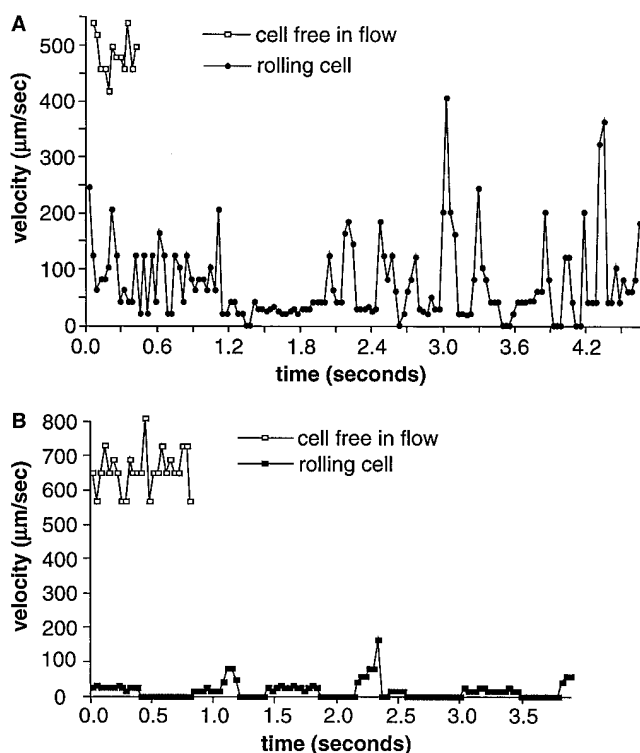 A
cell free in flow
rolling cell
velocity (µm/sec)
500
400
300
200
100
0
0.0 0.6 1.2 1.8 2.4 3.0 3.6 4.2
time (seconds)
B
cell free in flow
rolling cell
velocity (µm/sec)
800
700
600
500
400
300
200
100
0
0.0 0.5 1.0 1.5 2.0 2.5 3.0 3.5
time (seconds)